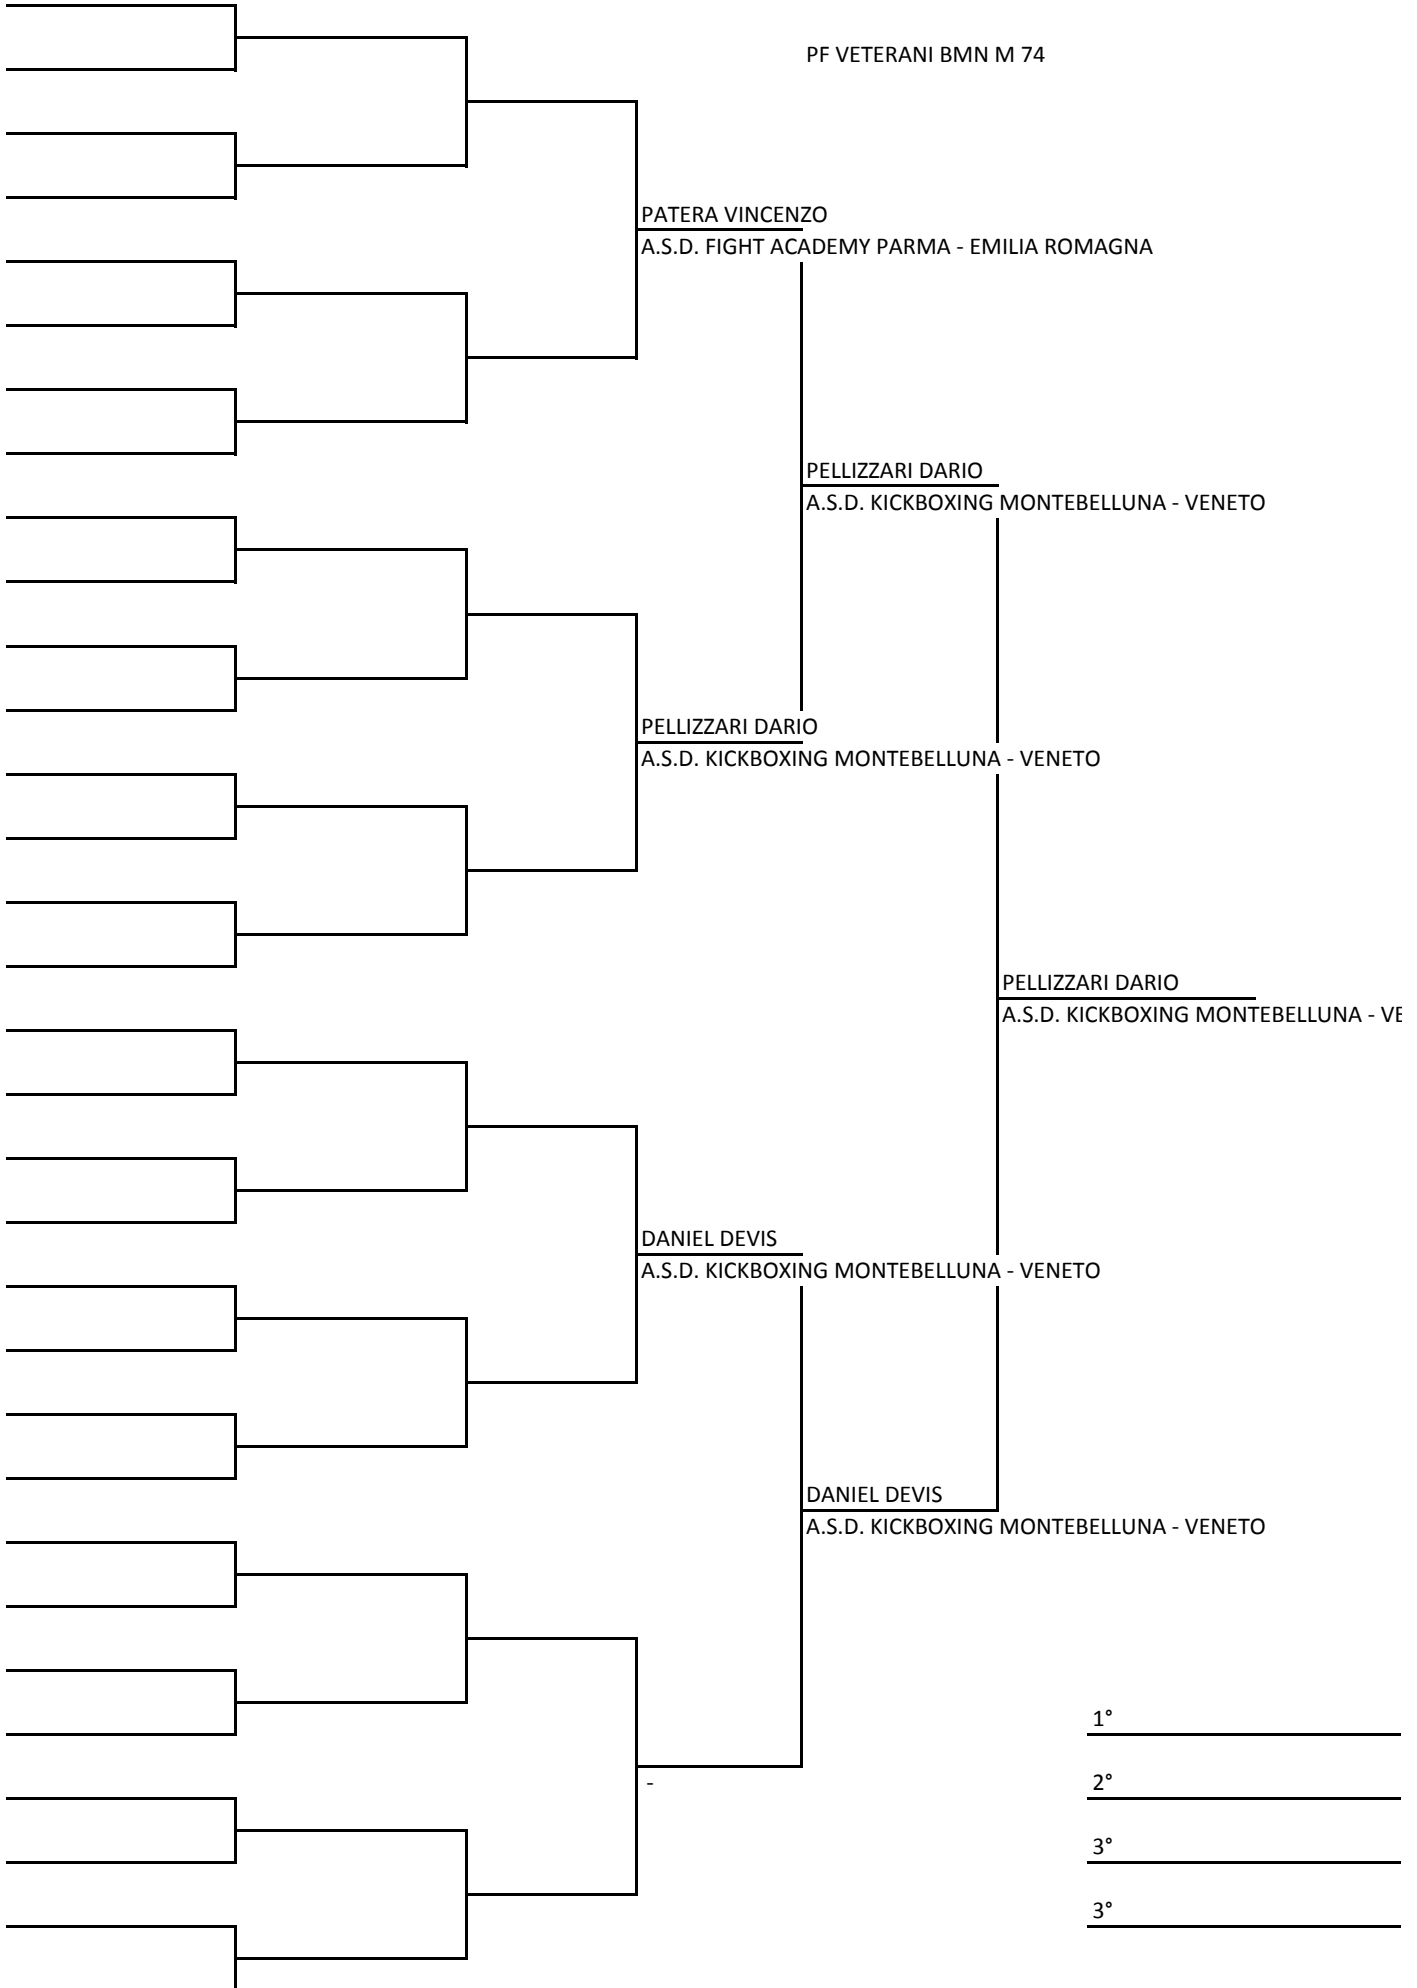 PF VETERANI BMN M 74
PATERA VINCENZO
A.S.D. FIGHT ACADEMY PARMA - EMILIA ROMAGNA
PELLIZZARI DARIO
A.S.D. KICKBOXING MONTEBELLUNA - VENETO
PELLIZZARI DARIO
A.S.D. KICKBOXING MONTEBELLUNA - VENETO
PELLIZZARI DARIO
A.S.D. KICKBOXING MONTEBELLUNA - VE
DANIEL DEVIS
A.S.D. KICKBOXING MONTEBELLUNA - VENETO
DANIEL DEVIS
A.S.D. KICKBOXING MONTEBELLUNA - VENETO
1°
-
2°
3°
3°